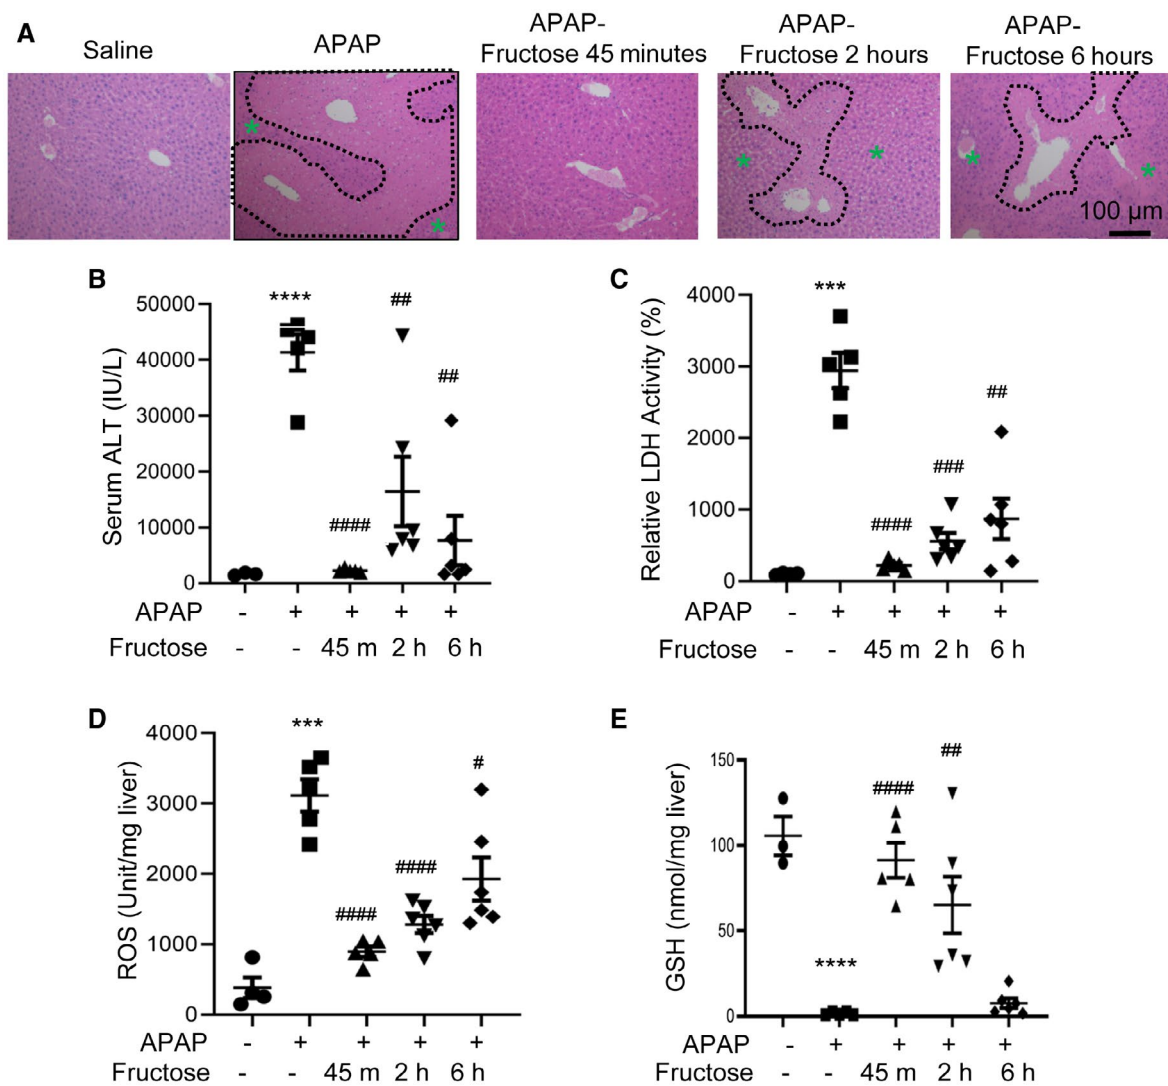 A
Saline
APAP
APAP-
Fructose 45 minutes
APAP-
Fructose 2 hours
APAP-
Fructose 6 hours
*
*
*
*
*
*
100 µm
B
Serum ALT (IU/L)
50000
40000
30000
20000
10000
0
****
####
##
##
APAP - + + + +
Fructose - - 45 m 2 h 6 h
C
Relative LDH Activity (%)
4000
3000
2000
1000
0
***
####
###
##
APAP - + + + +
Fructose - - 45 m 2 h 6 h
D
ROS (Unit/mg liver)
4000
3000
2000
1000
0
***
####
####
#
APAP - + + + +
Fructose - - 45 m 2 h 6 h
E
GSH (nmol/mg liver)
150
100
50
0
****
####
##
APAP - + + + +
Fructose - - 45 m 2 h 6 h